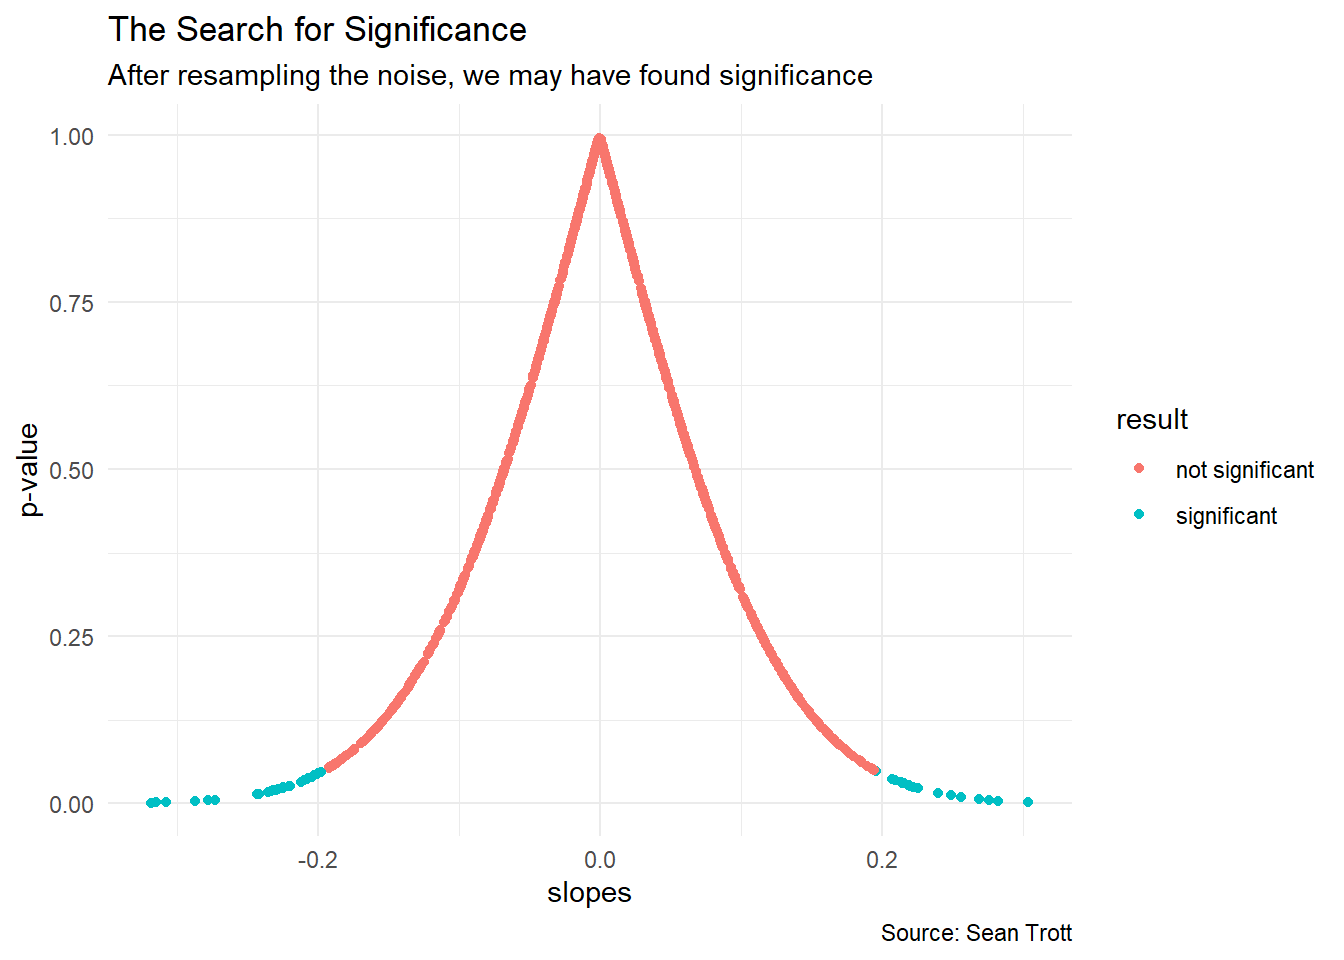 The Search for Significance
After resampling the noise, we may have found significance
1.00
0.75
0.50
0.25
0.00
p-value
-0.2
0.0
0.2
slopes
result
not significant
significant
Source: Sean Trott